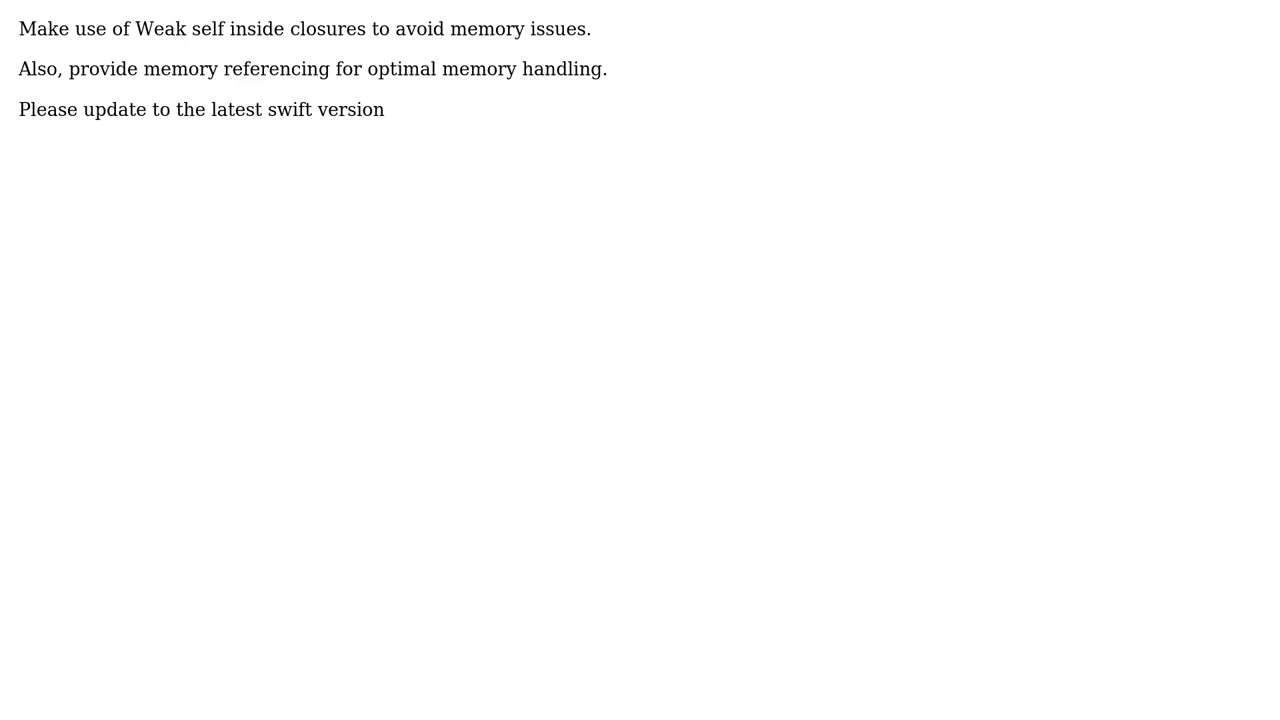 Make use of Weak self inside closures to avoid memory issues.
Also, provide memory referencing for optimal memory handling.
Please update to the latest swift version